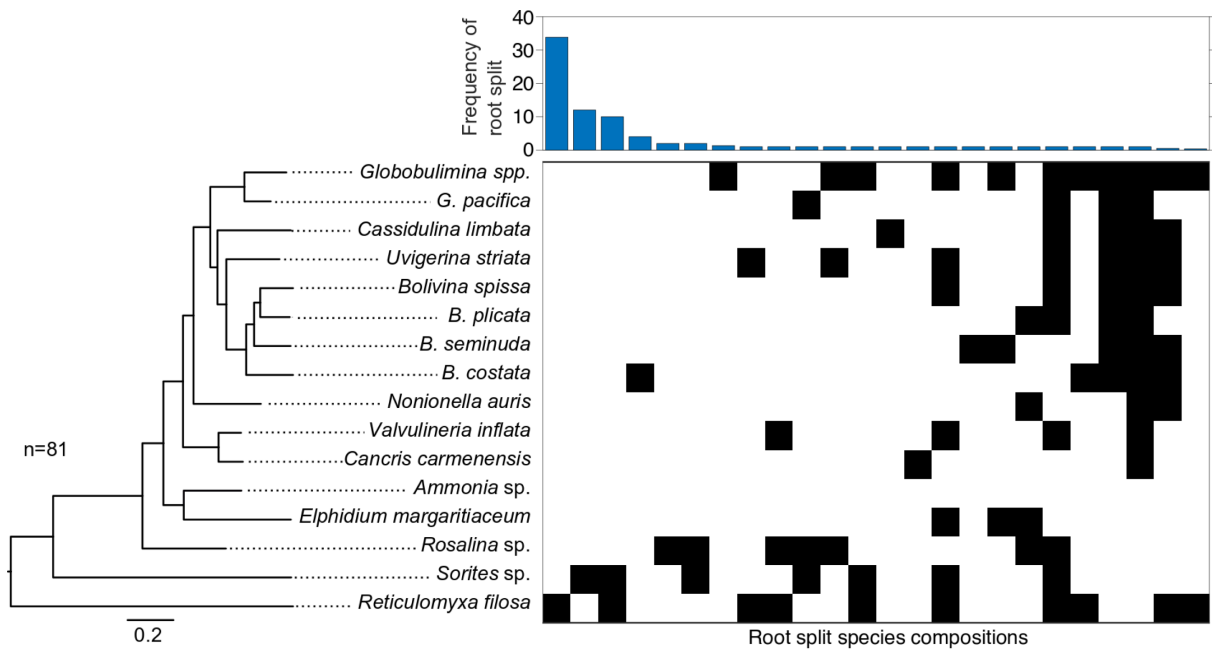 Frequency of
root split
40
30
20
10
0
Globobulimina spp.
G. pacifica
Cassidulina limbata
Uvigerina striata
Bolivina spissa
B. plicata
B. seminuda
B. costata
Nonionella auris
Valvulineria inflata
n=81
Cancris carmenensis
Ammonia sp.
Elphidium margaritiaceum
Rosalina sp.
Sorites sp.
Reticulomyxa filosa
0.2
Root split species compositions